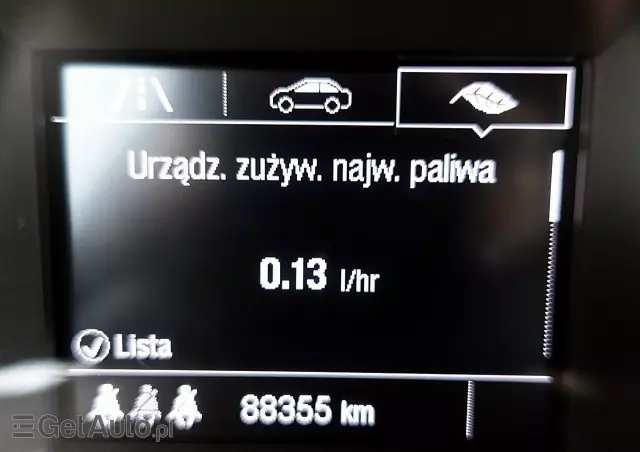 Urządz. zużyw. najw. paliwa
0.13 l/hr
Lista
88355 km
GetAuto.pl